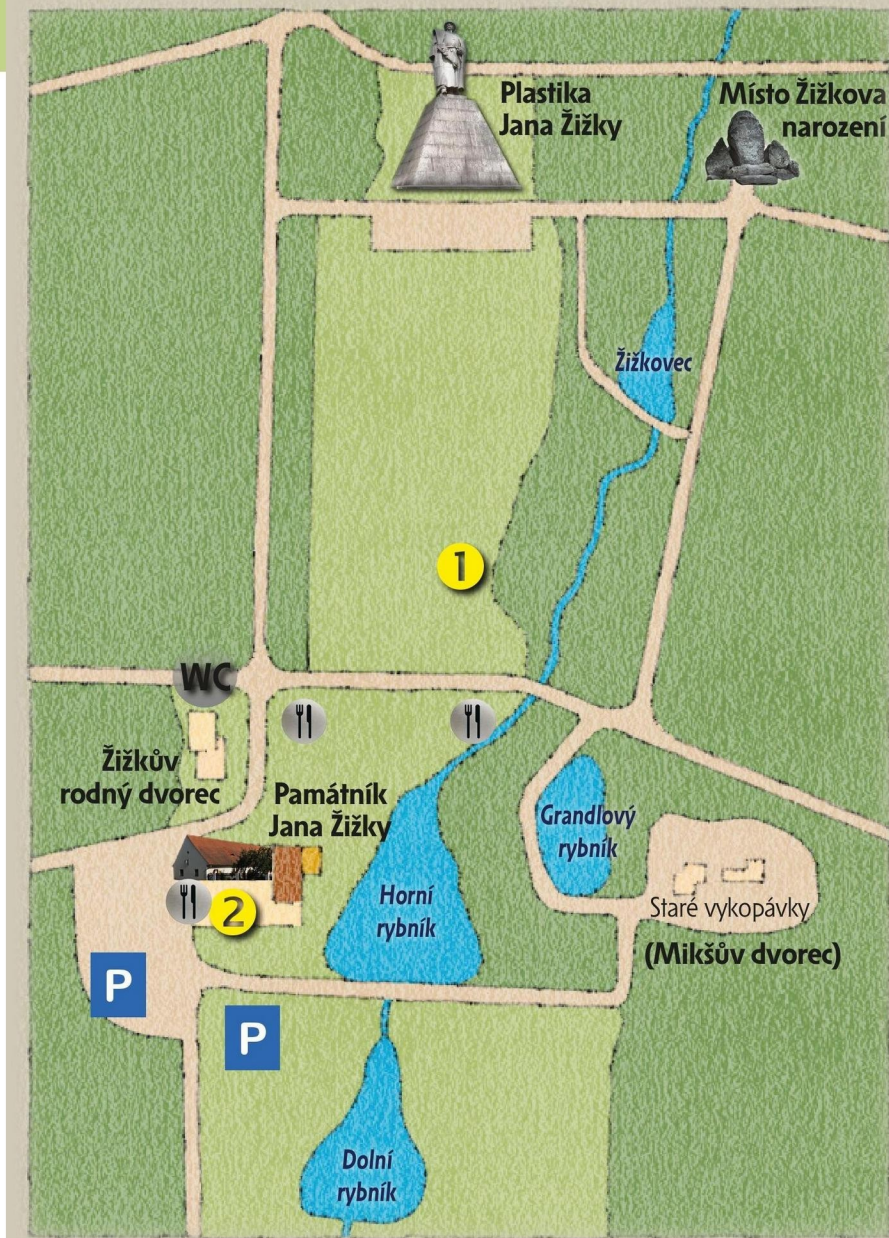 Plastika
Jana Žižky
Místo Žižkova
narození
Žižkovec
1
WC
Žižkův
rodný dvorec
Památník
Jana Žižky
Grandlový
rybník
Horní
rybník
2
Staré vykopávky
(Mikšův dvorec)
P
P
Dolní
rybník